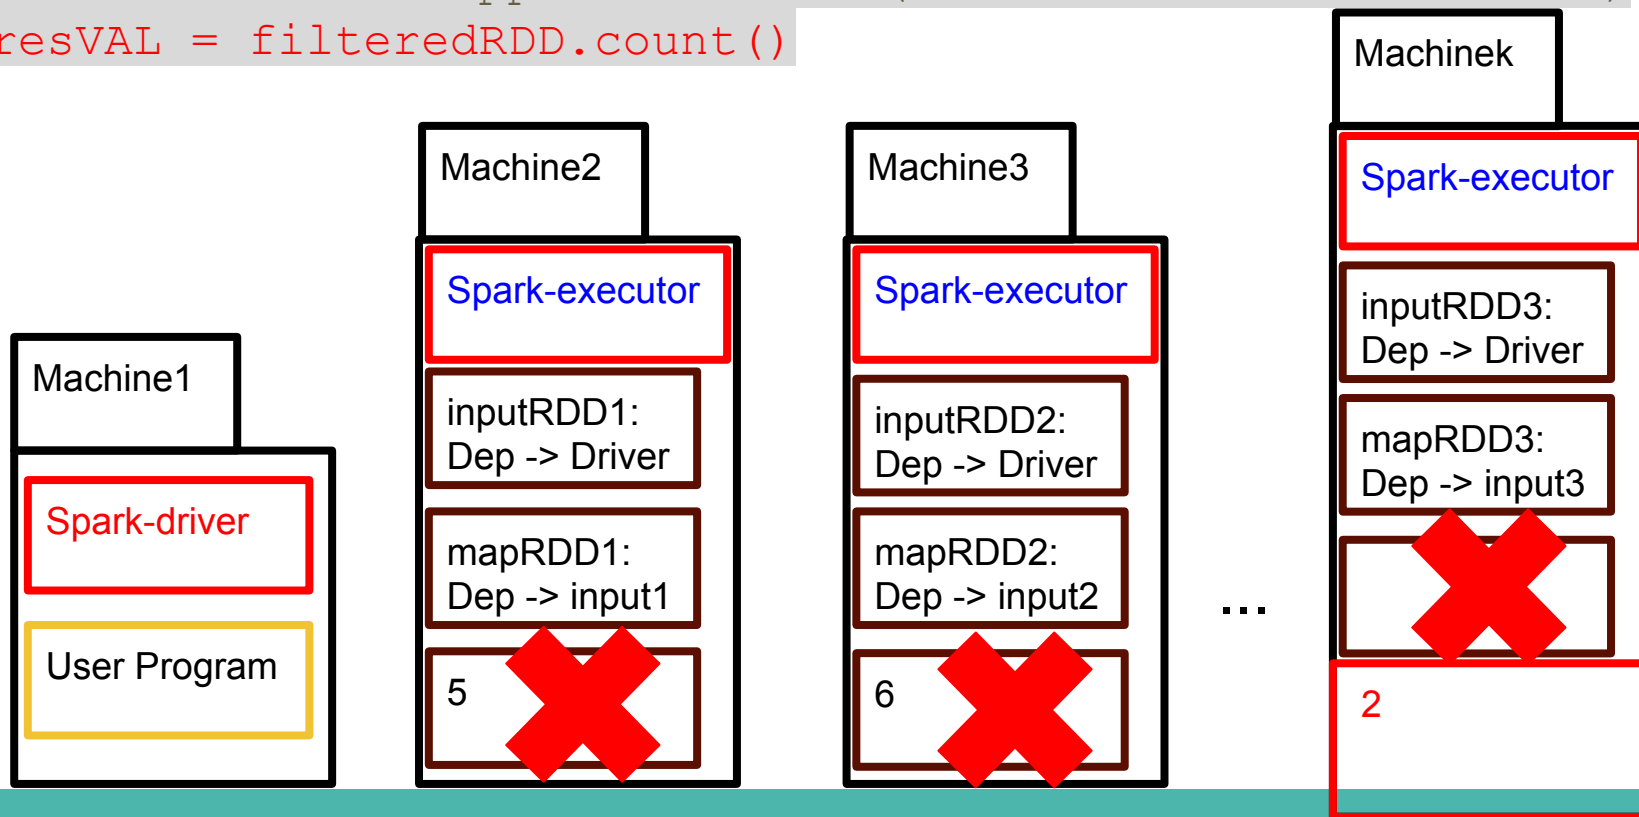 resVAL = filteredRDD.count()
Machine1
Spark-driver
User Program
Machine2
Spark-executor
inputRDD1:
Dep -> Driver
mapRDD1:
Dep -> input1
5
Machine3
Spark-executor
inputRDD2:
Dep -> Driver
mapRDD2:
Dep -> input2
6
...
Machinek
Spark-executor
inputRDD3:
Dep -> Driver
mapRDD3:
Dep -> input3
2